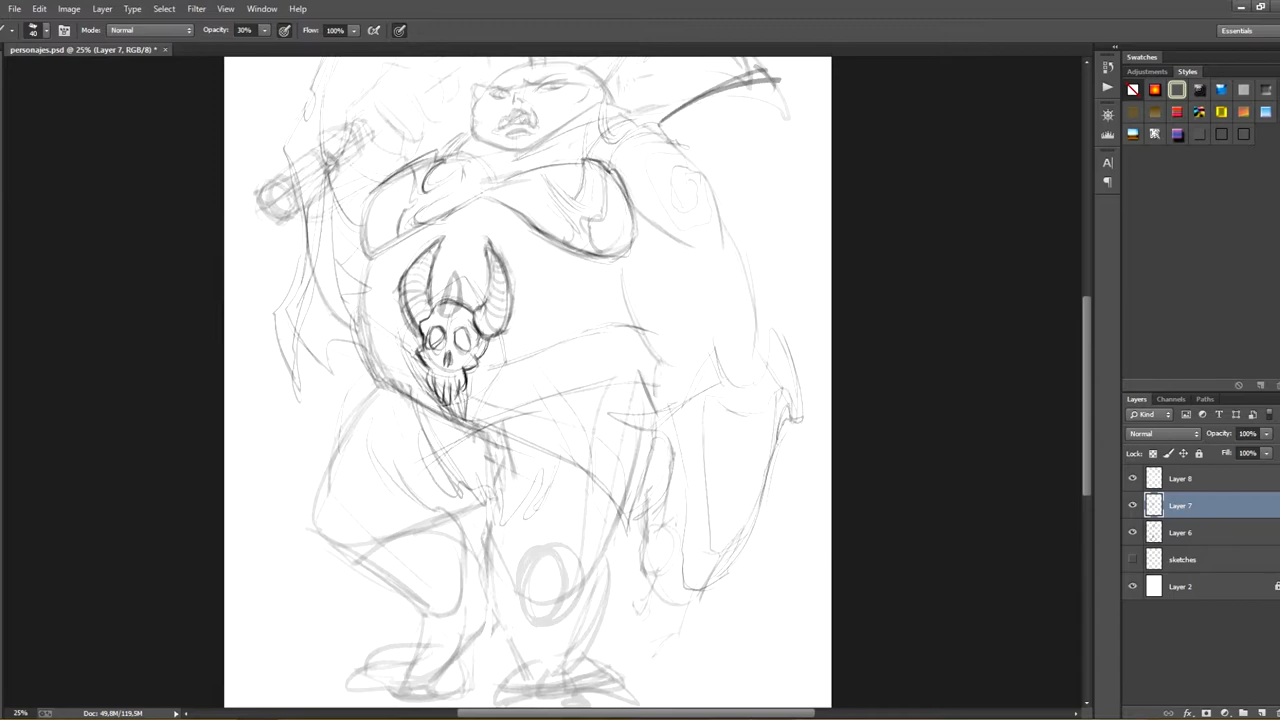 File Edit Image Layer Type Select Filter View Window Help
40 Mode: Normal Opacity: 30% Flow: 100% Essentials
personajes.psd @ 25% (Layer 7, RGB/8) * ×
Swatches
Adjustments Styles
A|
Layers Channels Paths
Kind
Normal Opacity: 100%
Lock: Fill: 100%
Layer 8
Layer 7
Layer 6
sketches
Layer 2
fx
25% Doc: 49,8M/119,5M